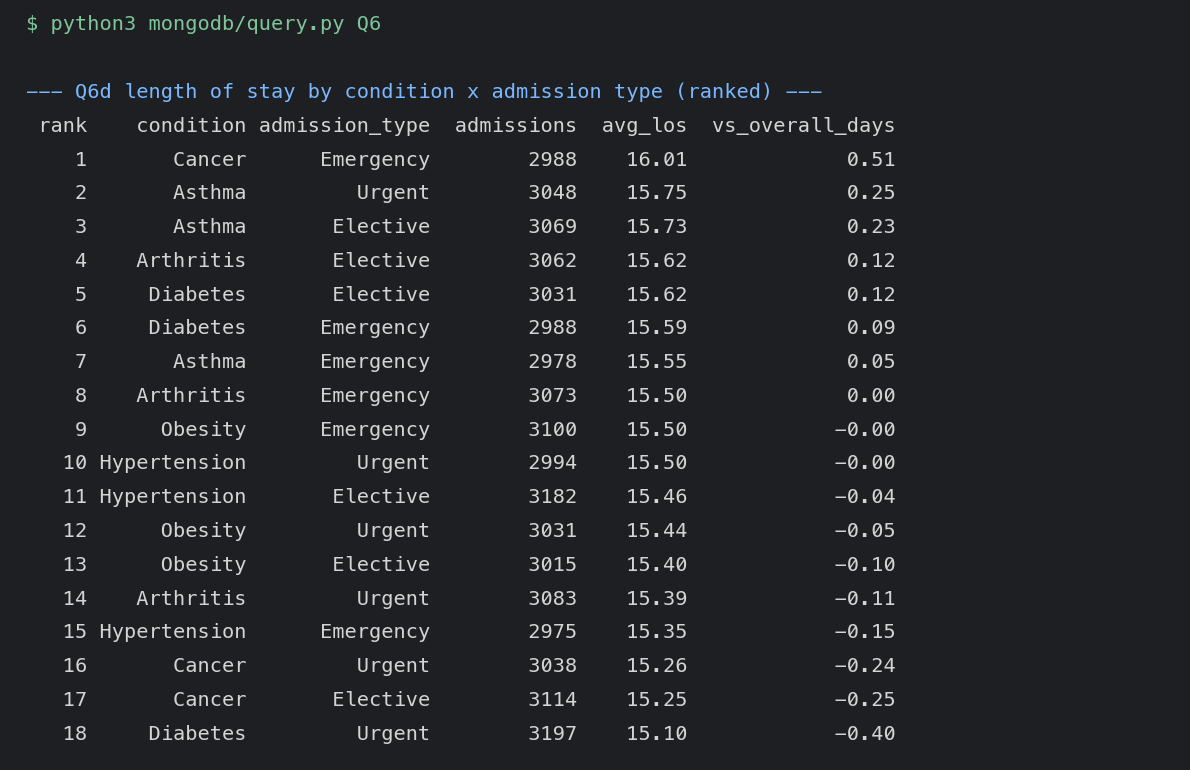 $ python3 mongodb/query.py Q6
--- Q6d length of stay by condition x admission type (ranked) ---
rank condition admission_type admissions avg_los vs_overall_days
1 Cancer Emergency 2988 16.01 0.51
2 Asthma Urgent 3048 15.75 0.25
3 Asthma Elective 3069 15.73 0.23
4 Arthritis Elective 3062 15.62 0.12
5 Diabetes Elective 3031 15.62 0.12
6 Diabetes Emergency 2988 15.59 0.09
7 Asthma Emergency 2978 15.55 0.05
8 Arthritis Emergency 3073 15.50 0.00
9 Obesity Emergency 3100 15.50 -0.00
10 Hypertension Urgent 2994 15.50 -0.00
11 Hypertension Elective 3182 15.46 -0.04
12 Obesity Urgent 3031 15.44 -0.05
13 Obesity Elective 3015 15.40 -0.10
14 Arthritis Urgent 3083 15.39 -0.11
15 Hypertension Emergency 2975 15.35 -0.15
16 Cancer Urgent 3038 15.26 -0.24
17 Cancer Elective 3114 15.25 -0.25
18 Diabetes Urgent 3197 15.10 -0.40